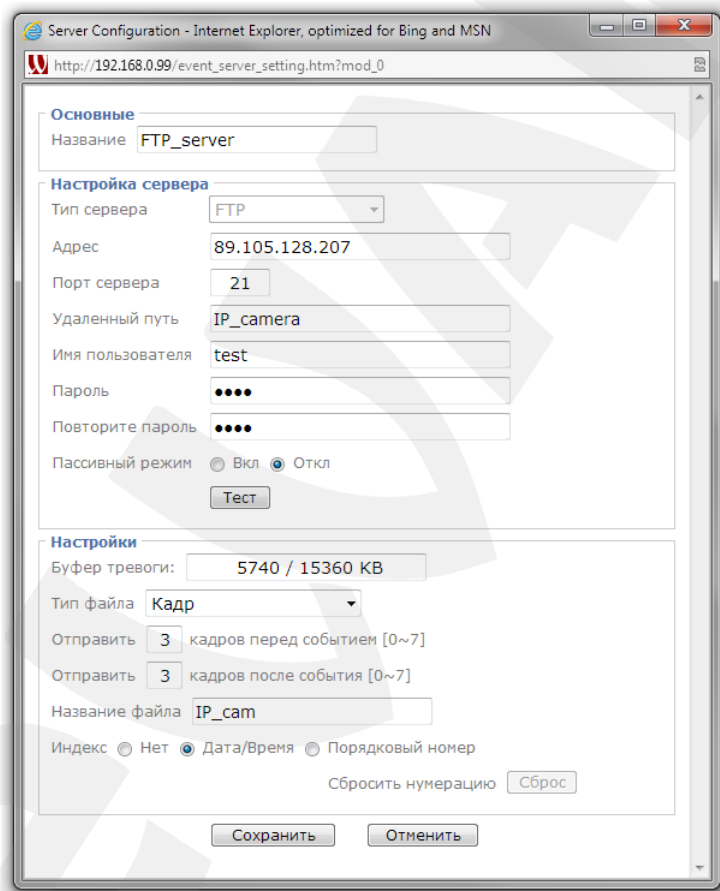 Server Configuration - Internet Explorer, optimized for Bing and MSN
http://192.168.0.99/event_server_setting.htm?mod_0
Основные
Название FTP_server
Настройка сервера
Тип сервера FTP
Адрес 89.105.128.207
Порт сервера 21
Удаленный путь IP_camera
Имя пользователя test
Пароль ●●●●
Повторите пароль ●●●●
Пассивный режим Вкл Откл
Тест
Настройки
Буфер тревоги: 5740 / 15360 KB
Тип файла Кадр
Отправить 3 кадров перед событием [0~7]
Отправить 3 кадров после события [0~7]
Название файла IP_cam
Индекс Нет Дата/Время Порядковый номер
Сбросить нумерацию Сброс
Сохранить Отменить